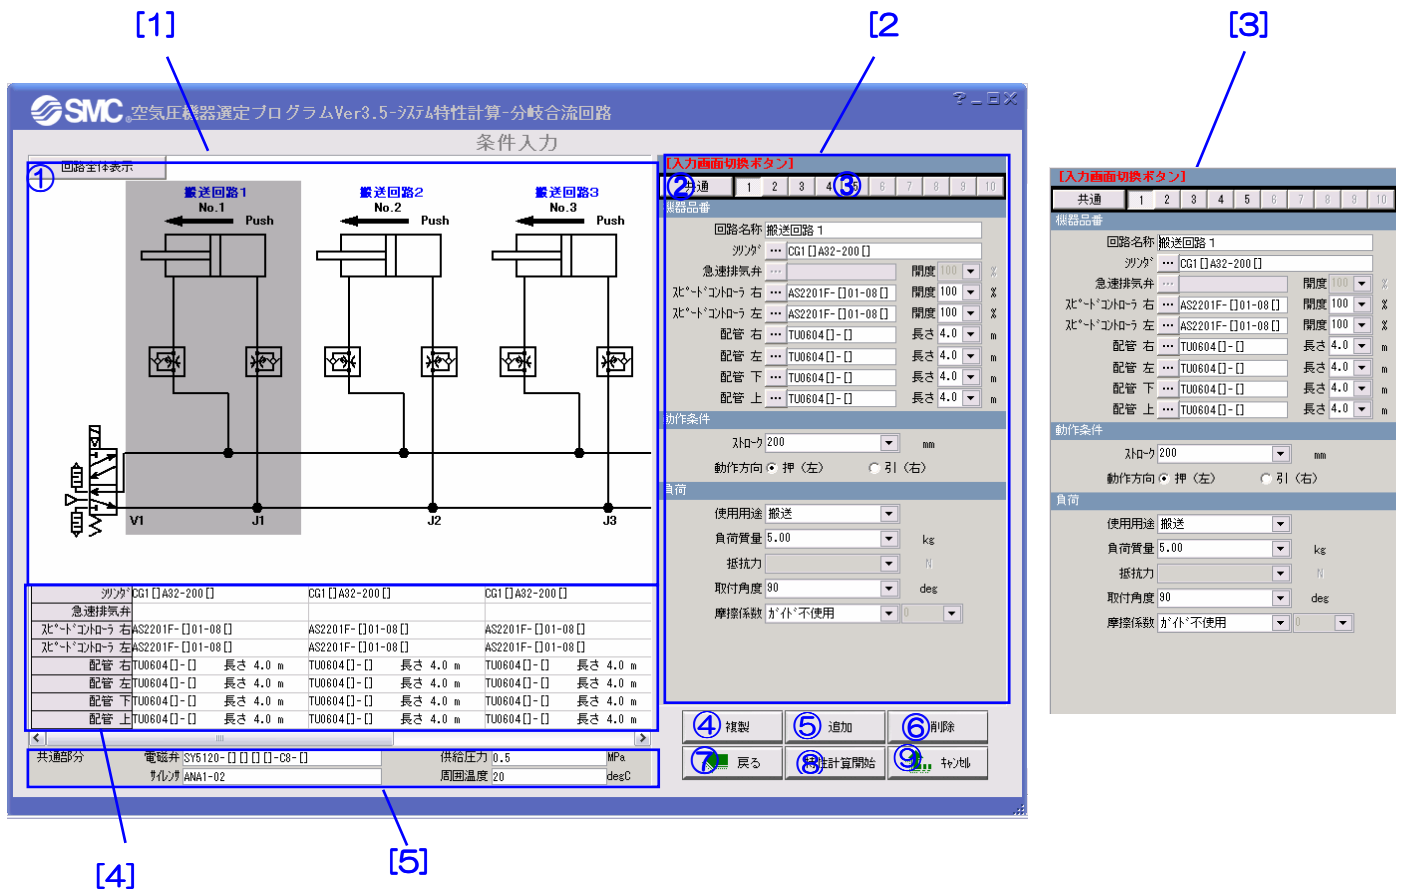 [1]
[2
[3]
SMC 空気圧機器選定プログラムVer3.5-システム特性計算-分岐合流回路
条件入力
① 回路全体表示
搬送回路1 搬送回路2 搬送回路3
No.1 No.2 No.3
Push Push Push
V1 J1 J2 J3
[入力画面切換ボタン]
② 共通 1 2 3 4 ③ 5 6 7 8 9 10
機器品番
回路名称 搬送回路1
シリンダ ... CG1[]A32-200[]
急速排気弁 ... 開度 100 %
スピードコントローラ 右 ... AS2201F-[]01-08[] 開度 100 %
スピードコントローラ 左 ... AS2201F-[]01-08[] 開度 100 %
配管 右 ... TU0604[]-[] 長さ 4.0 m
配管 左 ... TU0604[]-[] 長さ 4.0 m
配管 下 ... TU0604[]-[] 長さ 4.0 m
配管 上 ... TU0604[]-[] 長さ 4.0 m
動作条件
ストローク 200 mm
動作方向 押（左） 引（右）
負荷
使用用途 搬送
負荷質量 5.00 kg
抵抗力 N
取付角度 90 deg
摩擦係数 ガイド不使用 0
シリンダ CG1[]A32-200[] CG1[]A32-200[] CG1[]A32-200[]
急速排気弁
スピードコントローラ 右 AS2201F-[]01-08[] AS2201F-[]01-08[] AS2201F-[]01-08[]
スピードコントローラ 左 AS2201F-[]01-08[] AS2201F-[]01-08[] AS2201F-[]01-08[]
配管 右 TU0604[]-[] 長さ 4.0 m TU0604[]-[] 長さ 4.0 m TU0604[]-[] 長さ 4.0 m
配管 左 TU0604[]-[] 長さ 4.0 m TU0604[]-[] 長さ 4.0 m TU0604[]-[] 長さ 4.0 m
配管 下 TU0604[]-[] 長さ 4.0 m TU0604[]-[] 長さ 4.0 m TU0604[]-[] 長さ 4.0 m
配管 上 TU0604[]-[] 長さ 4.0 m TU0604[]-[] 長さ 4.0 m TU0604[]-[] 長さ 4.0 m
共通部分 電磁弁 SY5120-[][][][]-C8-[] 供給圧力 0.5 MPa
サイレンサ ANA1-02 周囲温度 20 degC
④ 複製 ⑤ 追加 ⑥ 削除
⑦ 戻る ⑧ 特性計算開始 ⑨ キャンセル
[入力画面切換ボタン]
共通 1 2 3 4 5 6 7 8 9 10
機器品番
回路名称 搬送回路1
シリンダ ... CG1[]A32-200[]
急速排気弁 ... 開度 100 %
スピードコントローラ 右 ... AS2201F-[]01-08[] 開度 100 %
スピードコントローラ 左 ... AS2201F-[]01-08[] 開度 100 %
配管 右 ... TU0604[]-[] 長さ 4.0 m
配管 左 ... TU0604[]-[] 長さ 4.0 m
配管 下 ... TU0604[]-[] 長さ 4.0 m
配管 上 ... TU0604[]-[] 長さ 4.0 m
動作条件
ストローク 200 mm
動作方向 押（左） 引（右）
負荷
使用用途 搬送
負荷質量 5.00 kg
抵抗力 N
取付角度 90 deg
摩擦係数 ガイド不使用 0
[4]
[5]